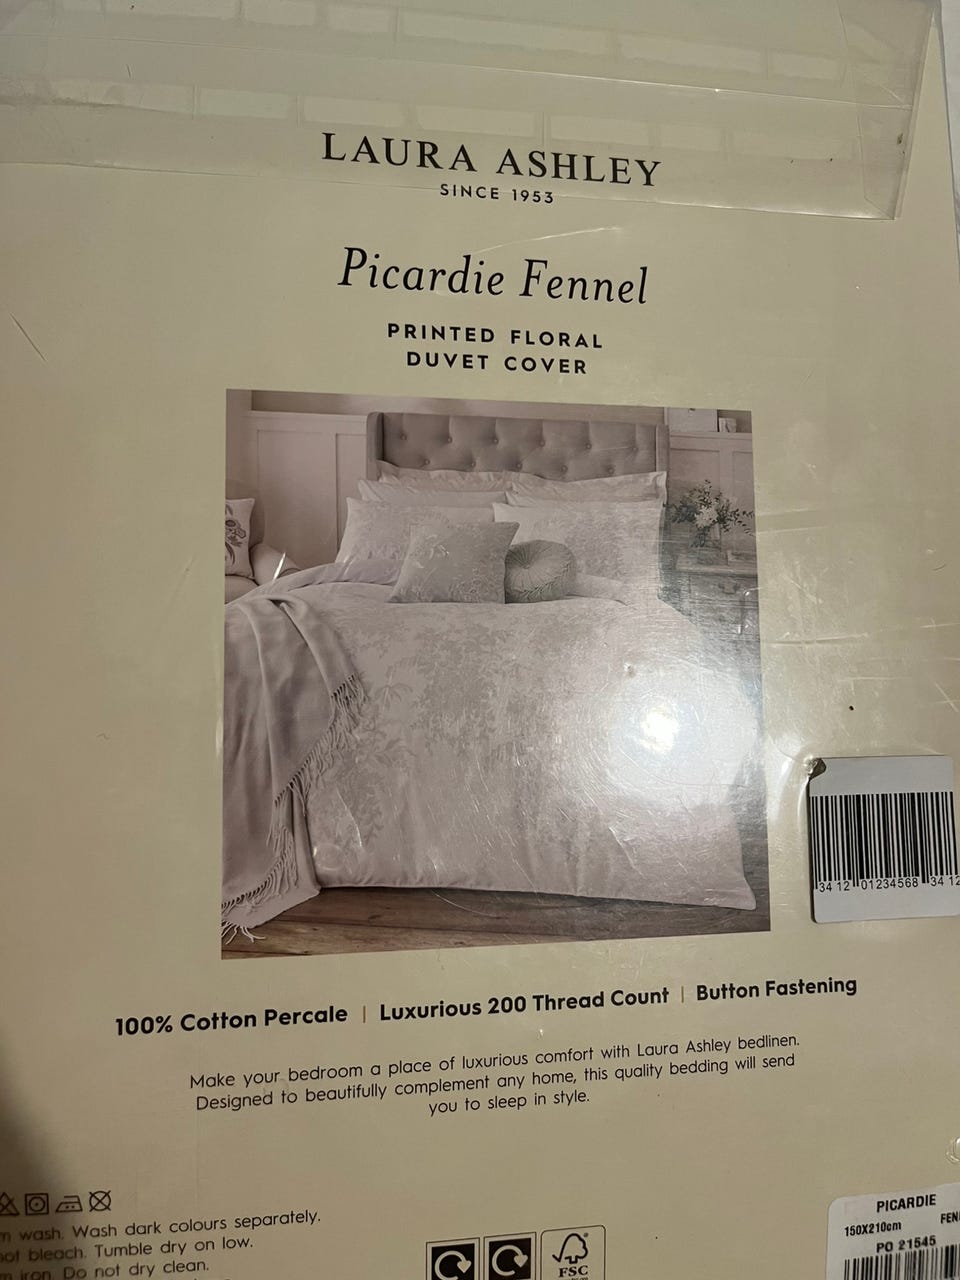 LAURA ASHLEY
SINCE 1953
Picardie Fennel
PRINTED FLORAL
DUVET COVER
34 12 01234568 34 12
100% Cotton Percale | Luxurious 200 Thread Count | Button Fastening
Make your bedroom a place of luxurious comfort with Laura Ashley bedlinen.
Designed to beautifully complement any home, this quality bedding will send
you to sleep in style.
wash. Wash dark colours separately.
bleach. Tumble dry on low.
iron. Do not dry clean.
FSC
PICARDIE
150X210cm
PO 21545